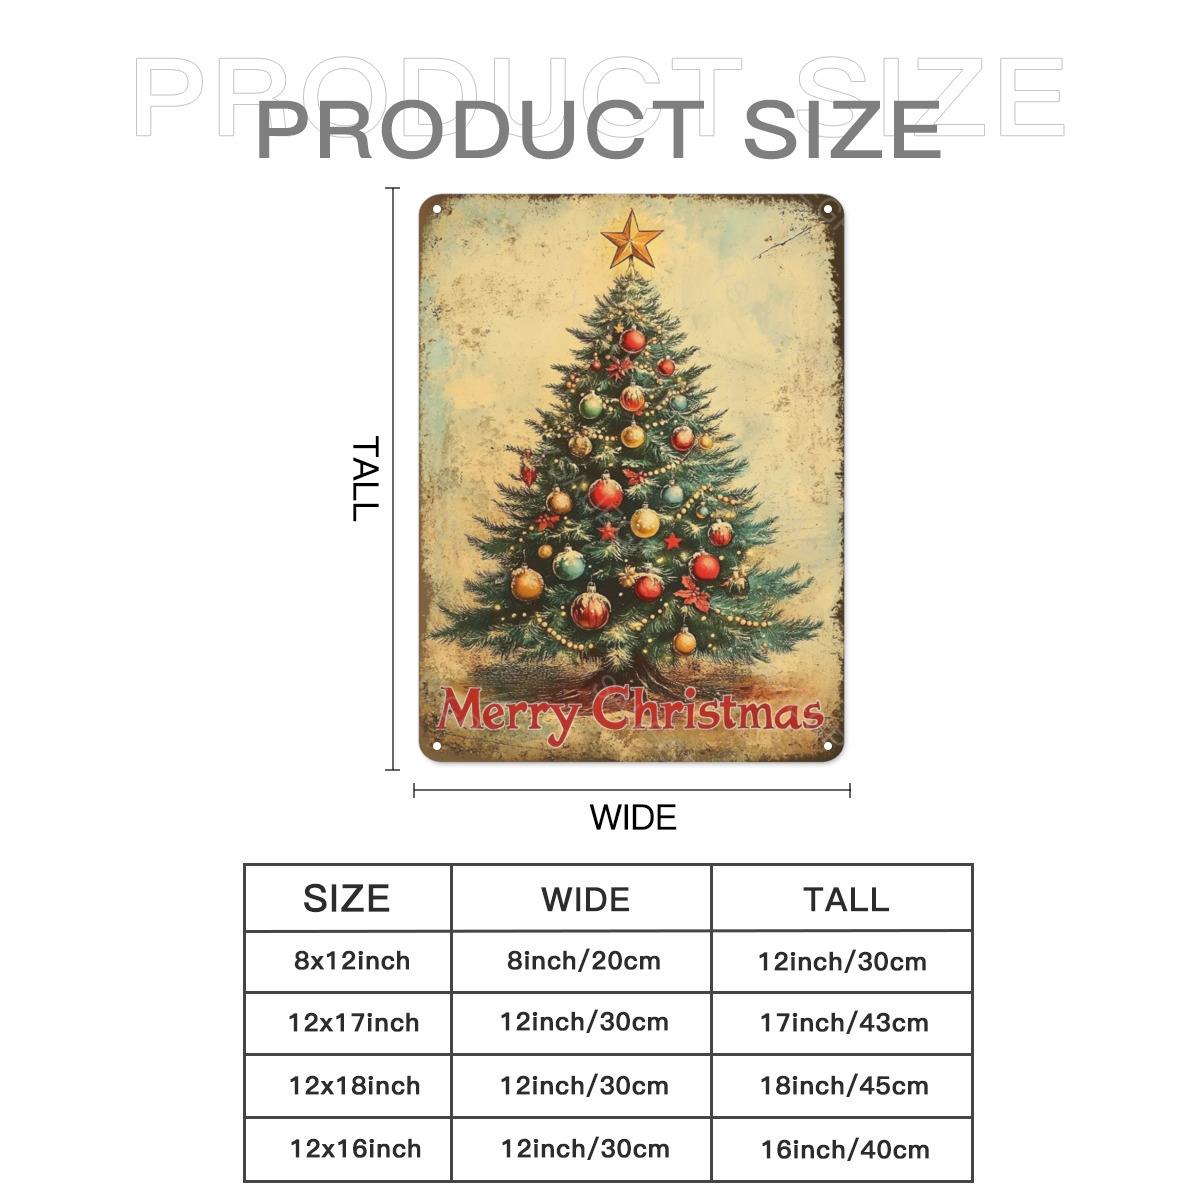 PRODUCT SIZE
PRODUCT SIZE
TALL
Merry Christmas
WIDE
SIZE WIDE TALL
8x12inch 8inch/20cm 12inch/30cm
12x17inch 12inch/30cm 17inch/43cm
12x18inch 12inch/30cm 18inch/45cm
12x16inch 12inch/30cm 16inch/40cm